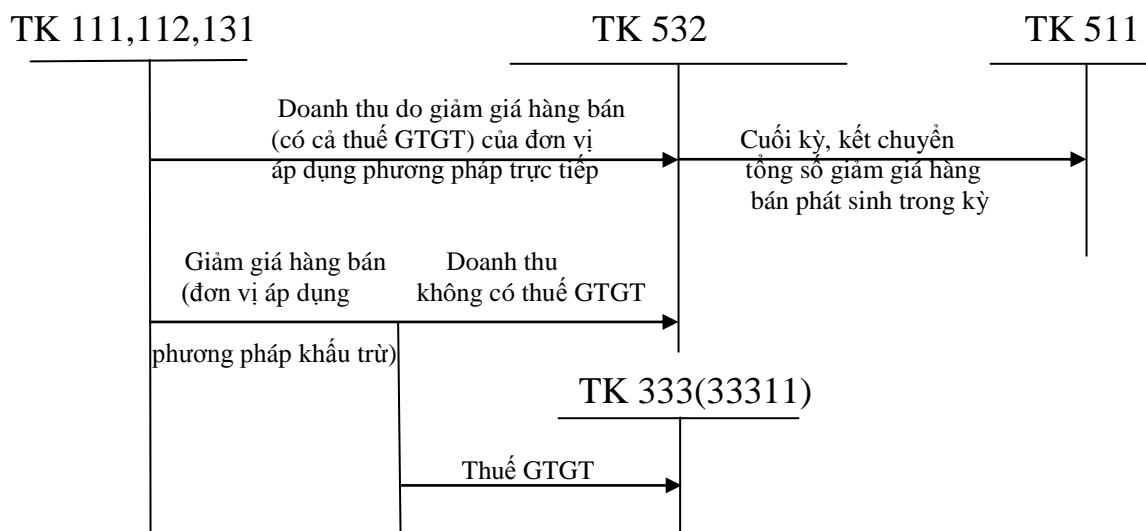 TK 111,112,131
TK 532
TK 511
Doanh thu do giảm giá hàng bán
(có cả thuế GTGT) của đơn vị
áp dụng phương pháp trực tiếp
Cuối kỳ, kết chuyển
tổng số giảm giá hàng
bán phát sinh trong kỳ
Giảm giá hàng bán
(đơn vị áp dụng
phương pháp khấu trừ)
Doanh thu
không có thuế GTGT
TK 333(33311)
Thuế GTGT